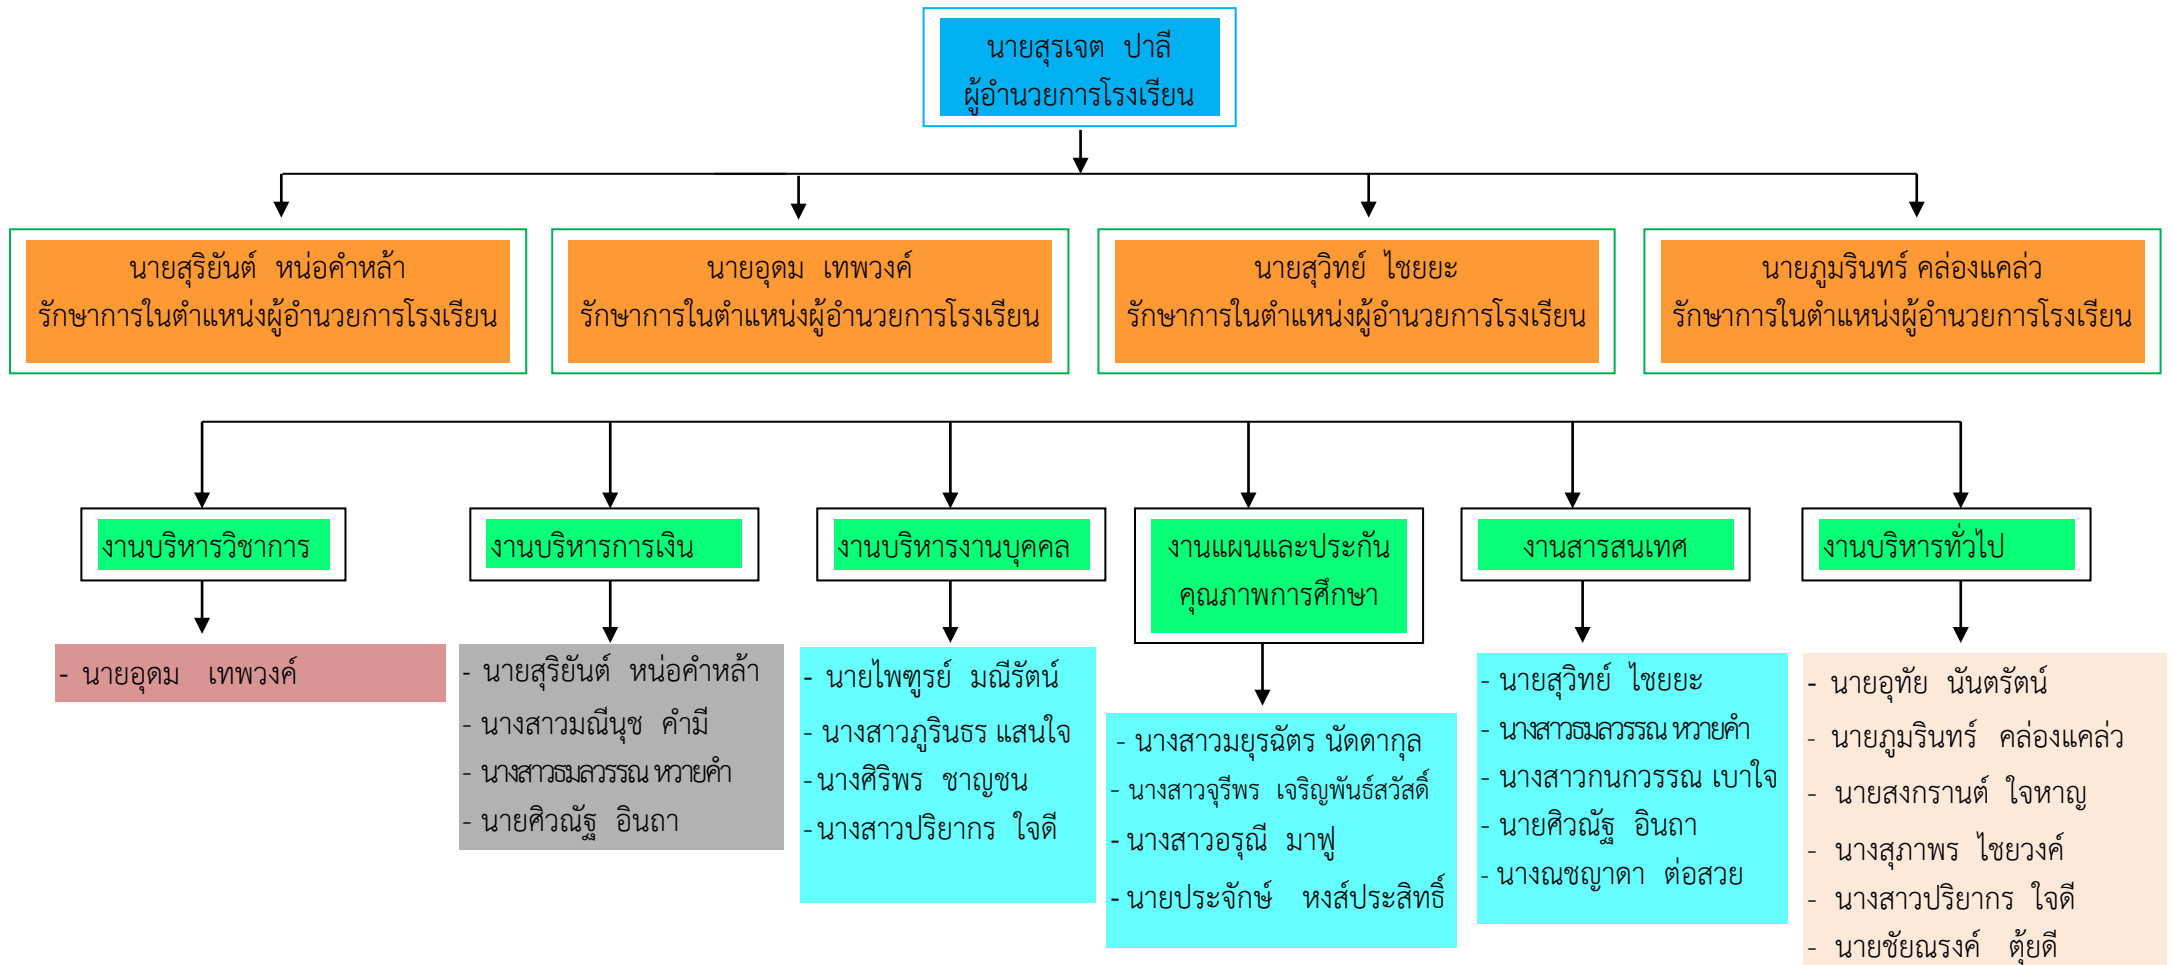 นายสุรเจต ปาลี
ผู้อำนวยการโรงเรียน
นายสุริยันต์ หน่อคำหล้า
รักษาการในตำแหน่งผู้อำนวยการโรงเรียน
นายอุดม เทพวงค์
รักษาการในตำแหน่งผู้อำนวยการโรงเรียน
นายสุวิทย์ ไชยยะ
รักษาการในตำแหน่งผู้อำนวยการโรงเรียน
นายภูมรินทร์ คล่องแคล่ว
รักษาการในตำแหน่งผู้อำนวยการโรงเรียน
งานบริหารวิชาการ
- นายอุดม เทพวงค์
งานบริหารการเงิน
- นายสุริยันต์ หน่อคำหล้า
- นางสาวมณีนุช คำมี
- นางสาวธมลวรรณ หวายคำ
- นายศิวณัฐ อินถา
งานบริหารงานบุคคล
- นายไพฑูรย์ มณีรัตน์
- นางสาวภูรินธร แสนใจ
- นางศิริพร ชาญชน
- นางสาวปริยากร ใจดี
งานแผนและประกัน
คุณภาพการศึกษา
- นางสาวมยุรฉัตร นัดดากุล
- นางสาวจุรีพร เจริญพันธ์สวัสดิ์
- นางสาวอรุณี มาฟู
- นายประจักษ์ หงส์ประสิทธิ์
งานสารสนเทศ
- นายสุวิทย์ ไชยยะ
- นางสาวธมลวรรณ หวายคำ
- นางสาวกนกวรรณ เบาใจ
- นายศิวณัฐ อินถา
- นางณชญาดา ต่อสวย
งานบริหารทั่วไป
- นายอุทัย นันตรัตน์
- นายภูมรินทร์ คล่องแคล่ว
- นายสงกรานต์ ใจหาญ
- นางสุภาพร ไชยวงค์
- นางสาวปริยากร ใจดี
- นายชัยณรงค์ ตุ้ยดี